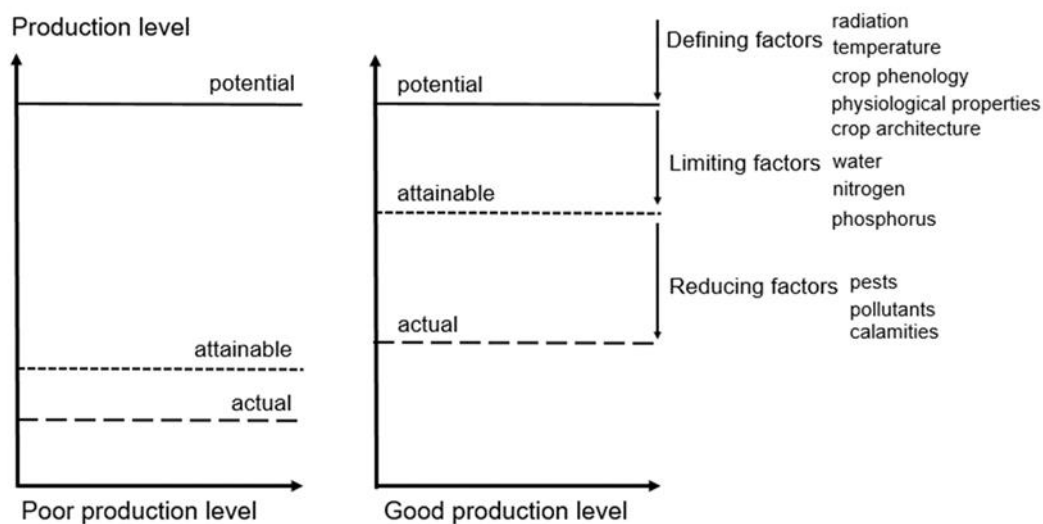 Production level
potential
attainable
actual
Poor production level
potential
attainable
actual
Good production level
Defining factors
radiation
temperature
crop phenology
physiological properties
crop architecture
Limiting factors
water
nitrogen
phosphorus
Reducing factors
pests
pollutants
calamities